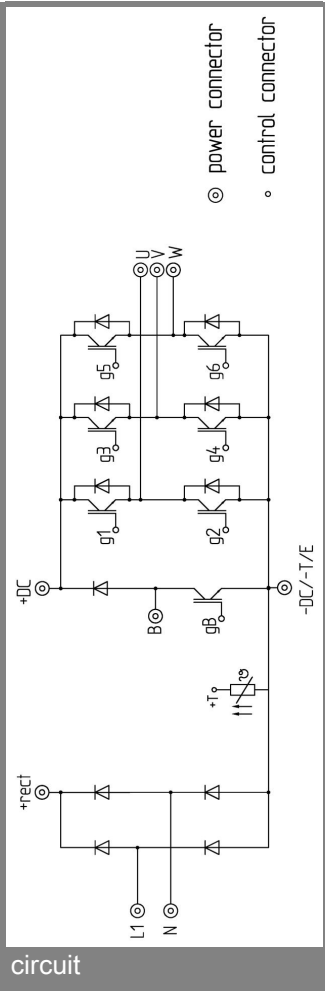 power connector
control connector
U
V
W
g5
g6
g3
g4
g1
g2
+DC
B
gB
-DC/-T/E
+T
ϑ
+rect
L1
N
circuit